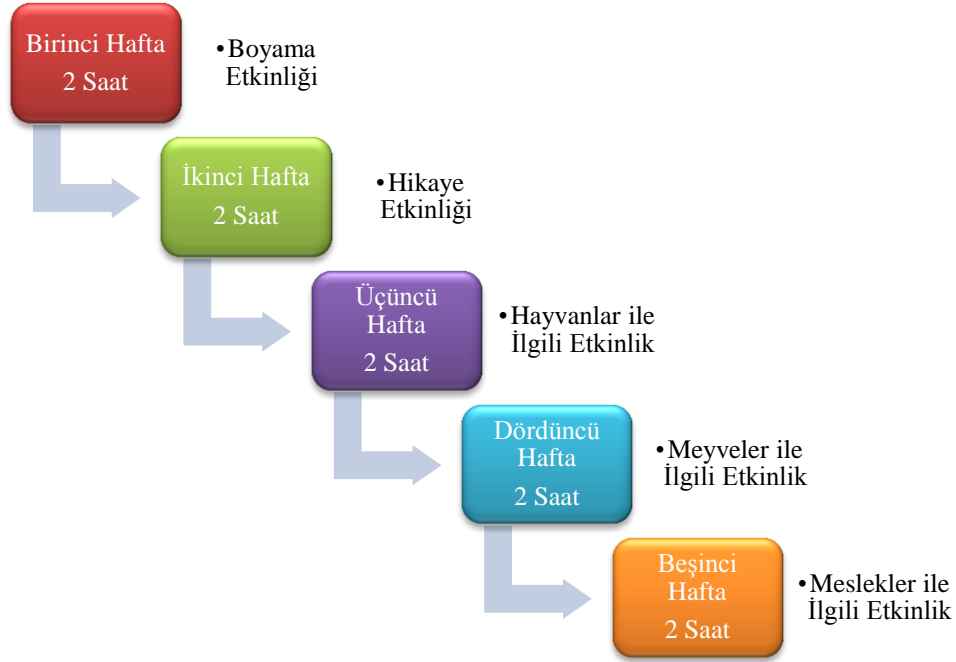 Birinci Hafta
2 Saat
•Boyama
Etkinliği
İkinci Hafta
2 Saat
•Hikaye
Etkinliği
Üçüncü
Hafta
2 Saat
•Hayvanlar ile
İlgili Etkinlik
Dördüncü
Hafta
2 Saat
•Meyveler ile
İlgili Etkinlik
Beşinci
Hafta
2 Saat
•Meslekler ile
İlgili Etkinlik